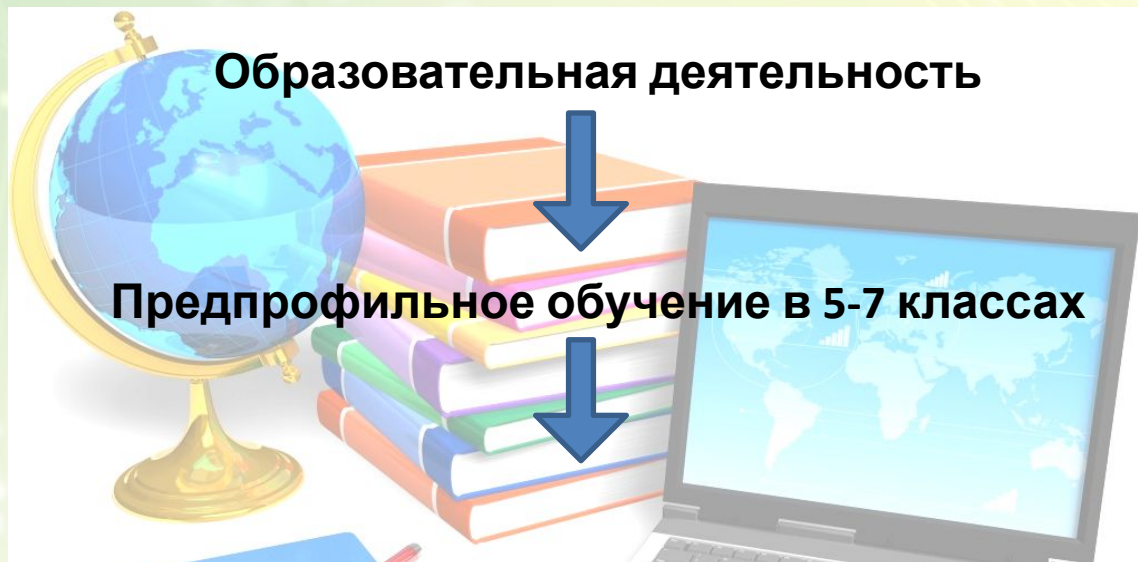 Образовательная деятельность
Предпрофильное обучение в 5-7 классах